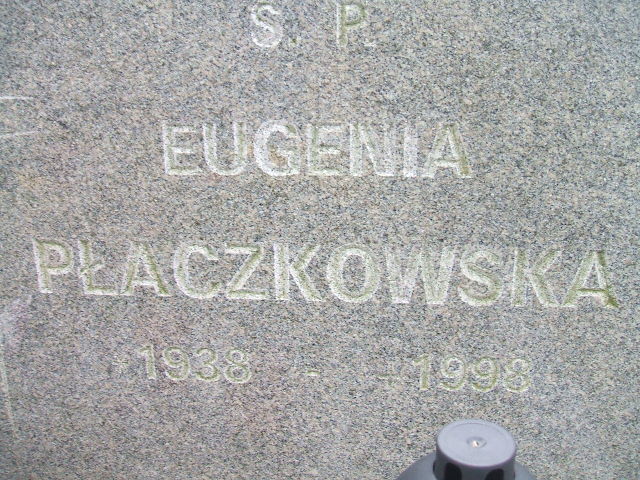 Ś. P.
EUGENIA
PŁACZKOWSKA
* 1938 - + 1998